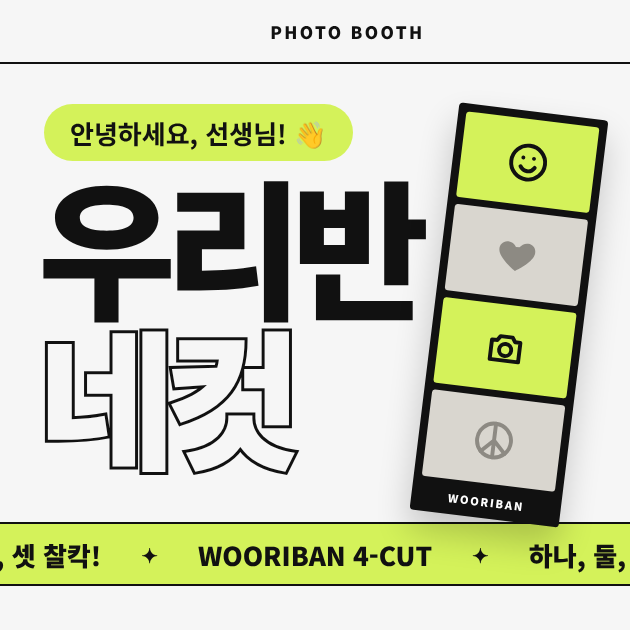 PHOTO BOOTH
안녕하세요, 선생님! 👋
우리반
네컷
WOORIBAN
, 셋 찰칵! ✦ WOORIBAN 4-CUT ✦ 하나, 둘,